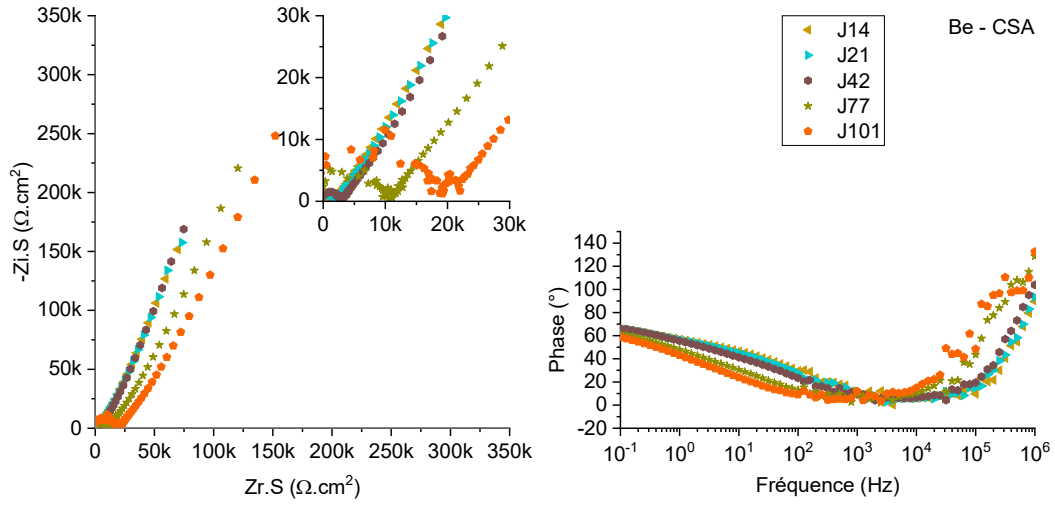 350k
300k
250k
200k
150k
100k
50k
0
-Zi.S (Ω.cm²)
0 50k 100k 150k 200k 250k 300k 350k
Zr.S (Ω.cm²)
30k
20k
10k
0
0 10k 20k 30k
J14
J21
J42
J77
J101
Be - CSA
140
120
100
80
60
40
20
0
-20
Phase (°)
10⁻¹ 10⁰ 10¹ 10² 10³ 10⁴ 10⁵ 10⁶
Fréquence (Hz)